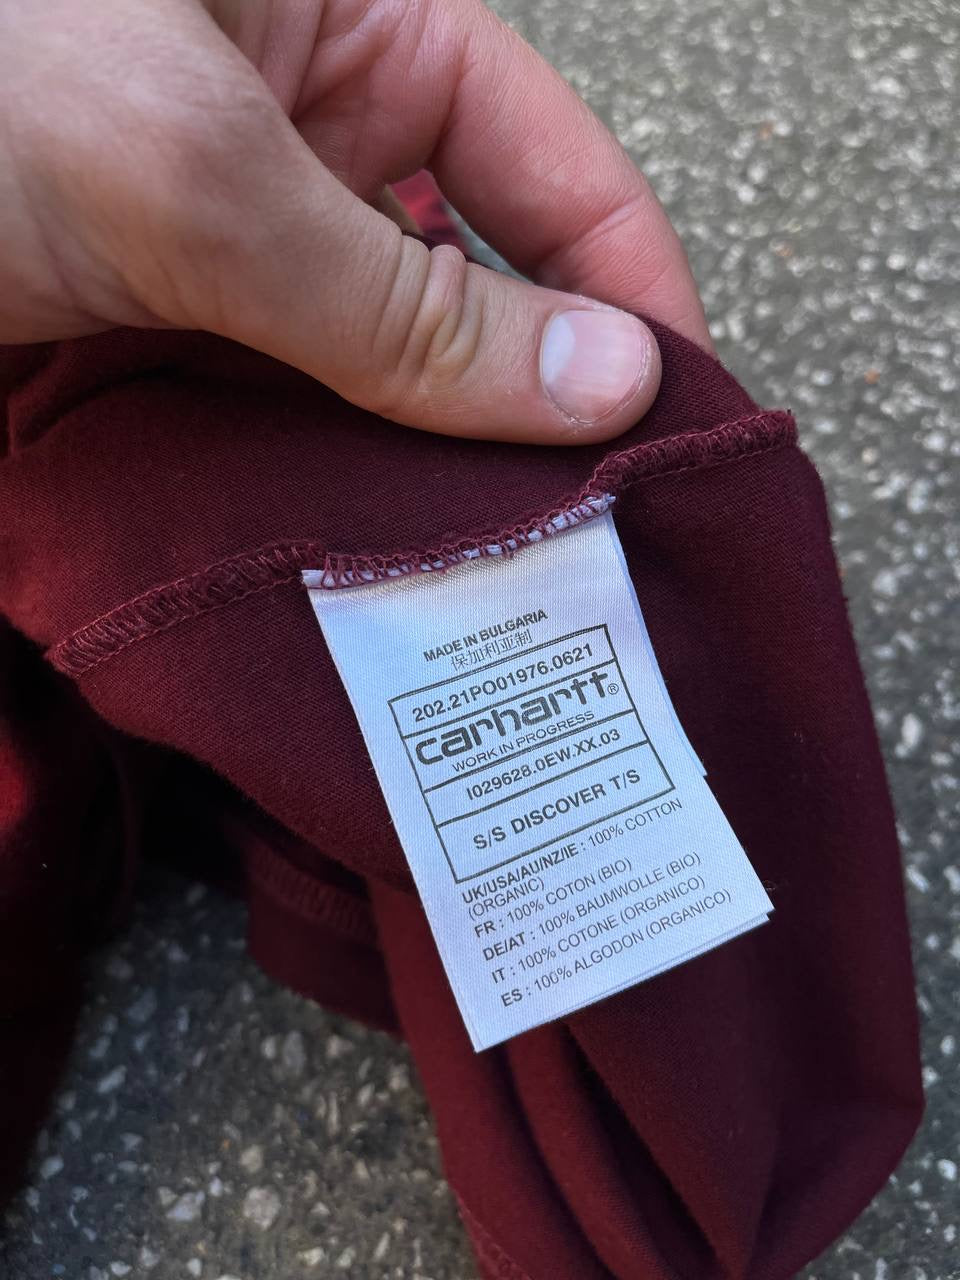 MADE IN BULGARIA
保加利亚制
202.21PO01976.0621
carhartt®
WORK IN PROGRESS
I029628.0EW.XX.03
S/S DISCOVER T/S
UK/USA/AU/NZ/IE : 100% COTTON
(ORGANIC)
FR : 100% COTON (BIO)
DE/AT : 100% BAUMWOLLE (BIO)
IT : 100% COTONE (ORGANICO)
ES : 100% ALGODON (ORGANICO)